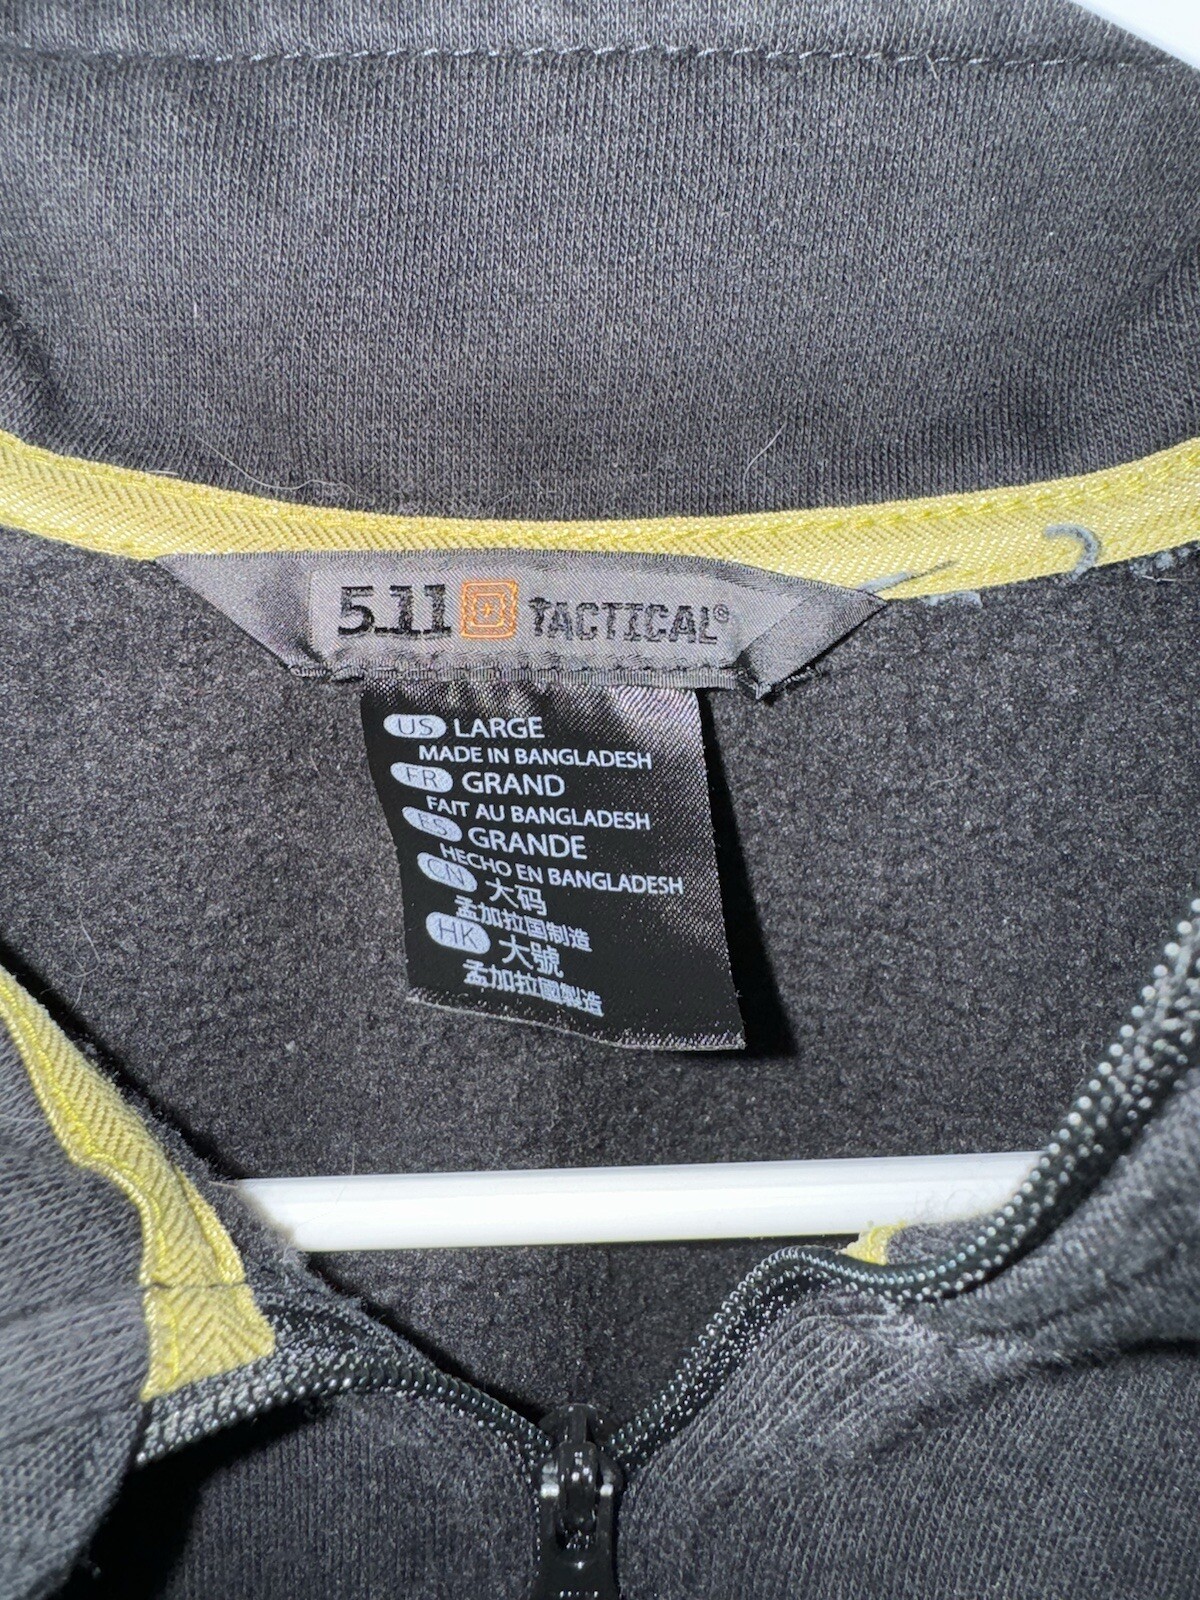 5.11 TACTICAL®
US LARGE
MADE IN BANGLADESH
FR GRAND
FAIT AU BANGLADESH
ES GRANDE
HECHO EN BANGLADESH
CN 大码
孟加拉国制造
HK 大號
孟加拉國製造